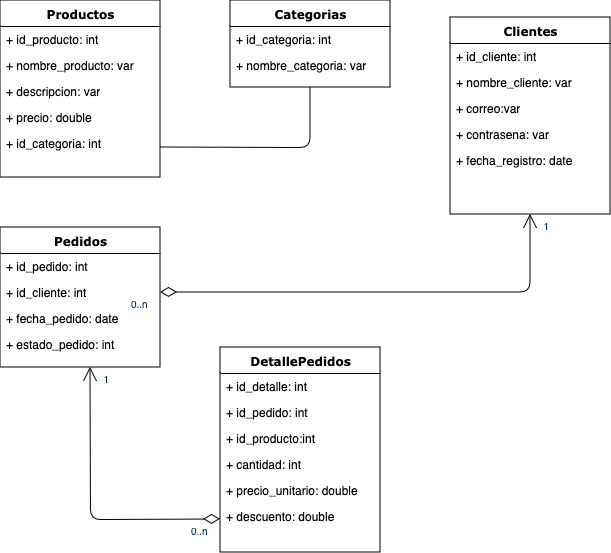 Productos
+ id_producto: int
+ nombre_producto: var
+ descripcion: var
+ precio: double
+ id_categoria: int
Categorias
+ id_categoria: int
+ nombre_categoria: var
Clientes
+ id_cliente: int
+ nombre_cliente: var
+ correo:var
+ contrasena: var
+ fecha_registro: date
1
Pedidos
+ id_pedido: int
+ id_cliente: int
0..n
+ fecha_pedido: date
+ estado_pedido: int
1
DetallePedidos
+ id_detalle: int
+ id_pedido: int
+ id_producto:int
+ cantidad: int
+ precio_unitario: double
+ descuento: double
0..n